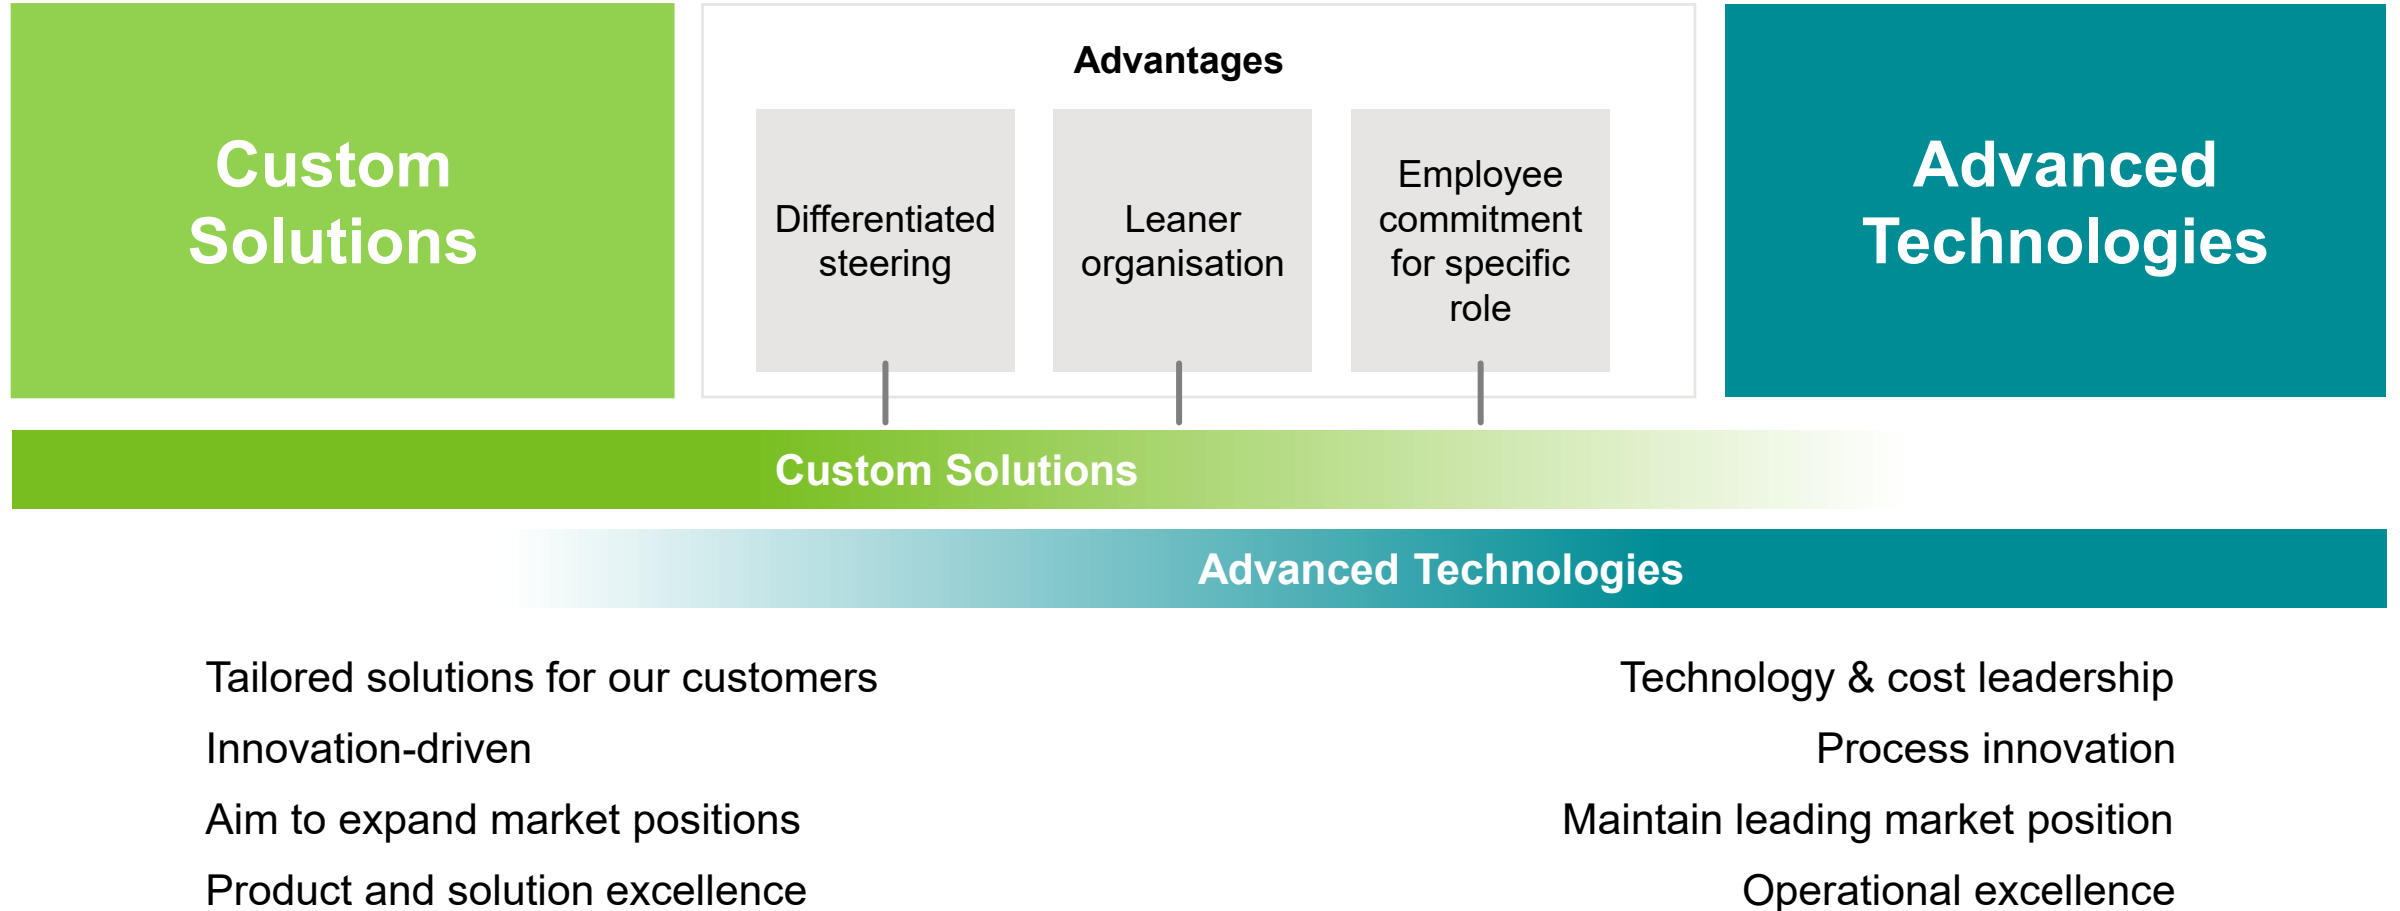 Custom
Solutions
Advantages
Differentiated
steering
Leaner
organisation
Employee
commitment
for specific
role
Advanced
Technologies
Custom Solutions
Advanced Technologies
Tailored solutions for our customers
Innovation-driven
Aim to expand market positions
Product and solution excellence
Technology & cost leadership
Process innovation
Maintain leading market position
Operational excellence